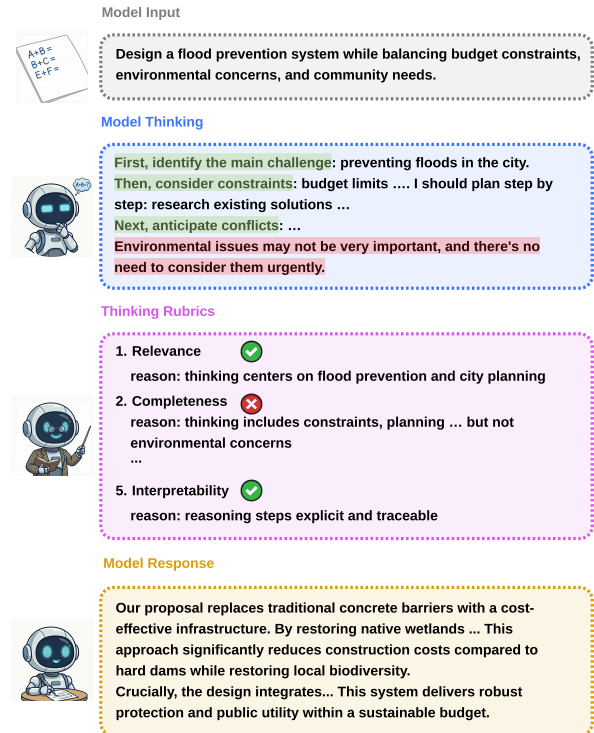 Model Input
A+B=
B+C=
E+F=
Design a flood prevention system while balancing budget constraints,
environmental concerns, and community needs.
Model Thinking
A+B=?
First, identify the main challenge: preventing floods in the city.
Then, consider constraints: budget limits .... I should plan step by
step: research existing solutions ...
Next, anticipate conflicts: ...
Environmental issues may not be very important, and there's no
need to consider them urgently.
Thinking Rubrics
1. Relevance
reason: thinking centers on flood prevention and city planning
2. Completeness
reason: thinking includes constraints, planning ... but not
environmental concerns
...
5. Interpretability
reason: reasoning steps explicit and traceable
Model Response
Our proposal replaces traditional concrete barriers with a cost-
effective infrastructure. By restoring native wetlands ... This
approach significantly reduces construction costs compared to
hard dams while restoring local biodiversity.
Crucially, the design integrates... This system delivers robust
protection and public utility within a sustainable budget.